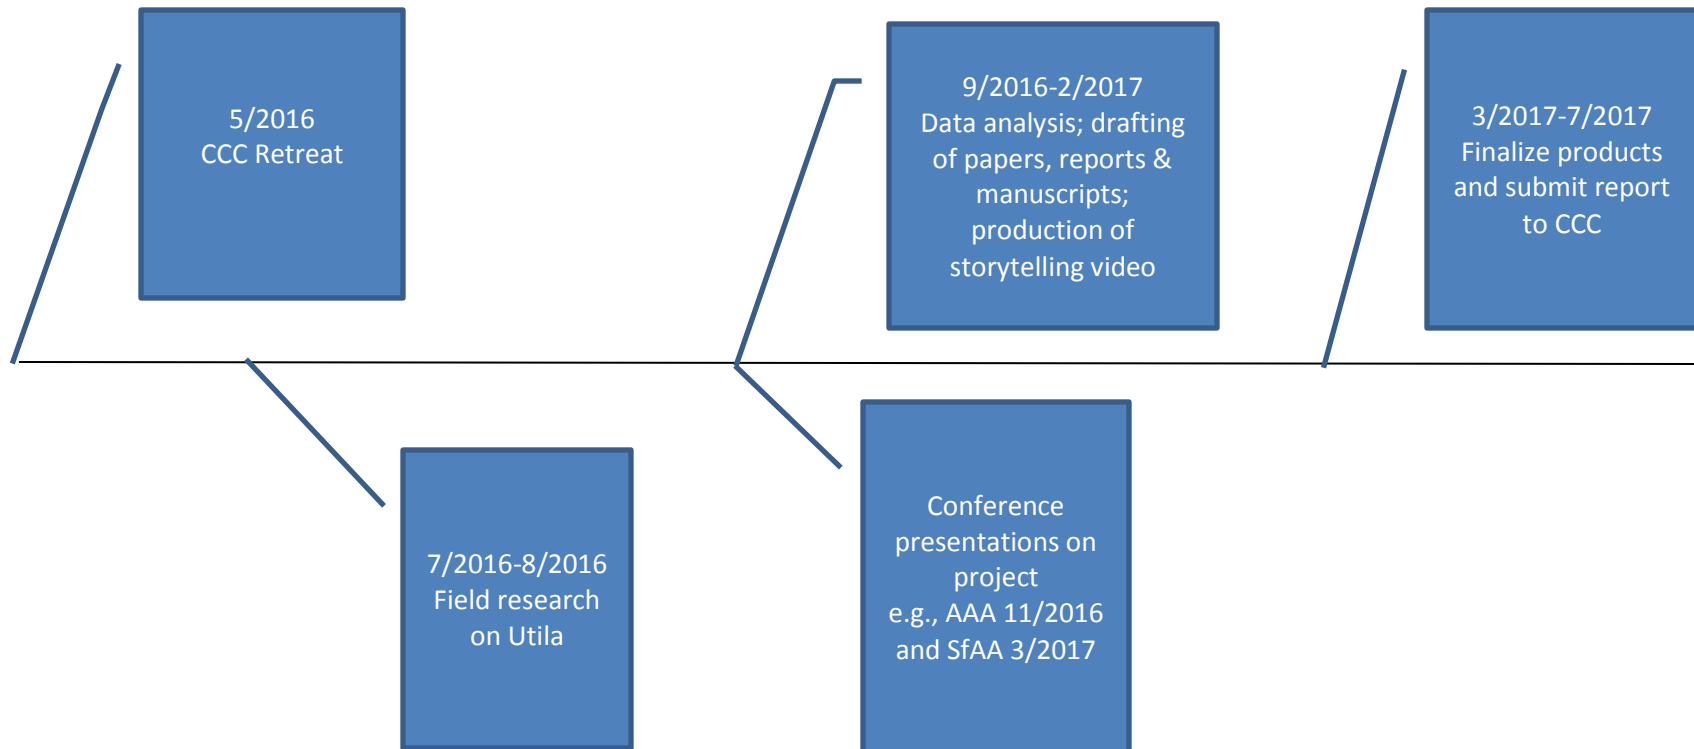 5/2016
CCC Retreat
9/2016-2/2017
Data analysis; drafting
of papers, reports &
manuscripts;
production of
storytelling video
3/2017-7/2017
Finalize products
and submit report
to CCC
7/2016-8/2016
Field research
on Utila
Conference
presentations on
project
e.g., AAA 11/2016
and SfAA 3/2017